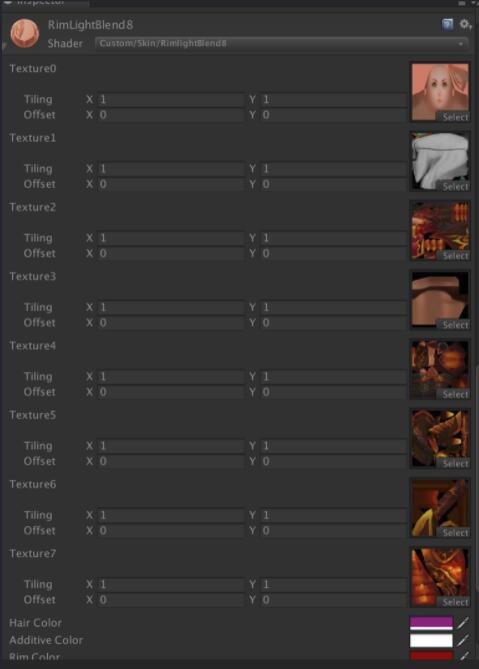 Inspector
RimLightBlend8
Shader Custom/Skin/RimlightBlend8
Texture0
Tiling X 1 Y 1
Offset X 0 Y 0
Select
Texture1
Tiling X 1 Y 1
Offset X 0 Y 0
Select
Texture2
Tiling X 1 Y 1
Offset X 0 Y 0
Select
Texture3
Tiling X 1 Y 1
Offset X 0 Y 0
Select
Texture4
Tiling X 1 Y 1
Offset X 0 Y 0
Select
Texture5
Tiling X 1 Y 1
Offset X 0 Y 0
Select
Texture6
Tiling X 1 Y 1
Offset X 0 Y 0
Select
Texture7
Tiling X 1 Y 1
Offset X 0 Y 0
Select
Hair Color
Additive Color
Rim Color